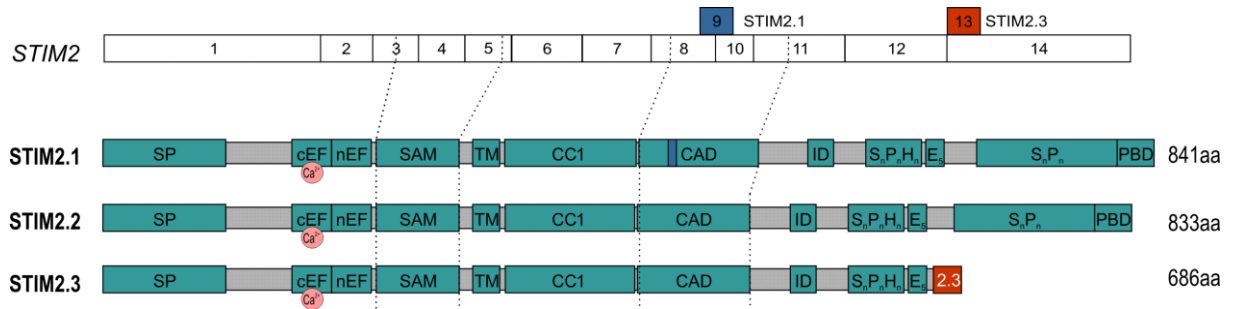 9 STIM2.1 13 STIM2.3
STIM2 1 2 3 4 5 6 7 8 10 11 12 14
STIM2.1 SP cEF nEF SAM TM CC1 CAD ID SₙPₙHₙ E₅ SₙPₙ PBD 841aa
Ca²⁺
STIM2.2 SP cEF nEF SAM TM CC1 CAD ID SₙPₙHₙ E₅ SₙPₙ PBD 833aa
Ca²⁺
STIM2.3 SP cEF nEF SAM TM CC1 CAD ID SₙPₙHₙ E₅ 2.3 686aa
Ca²⁺